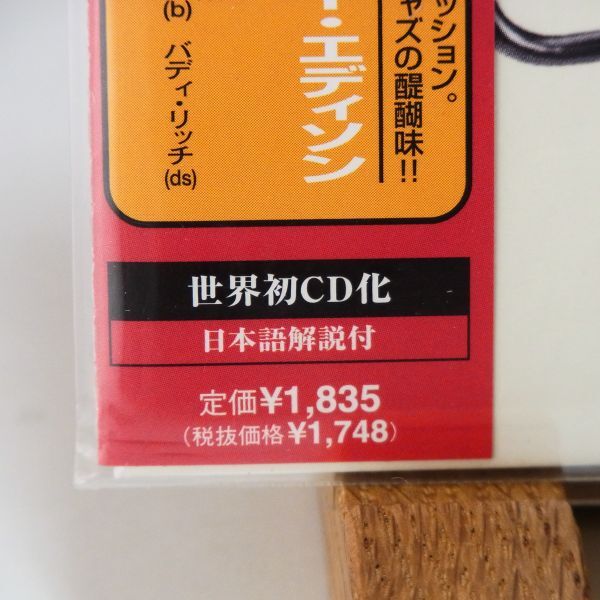 ッション。
ャズの醍醐味!!
・エディソン
(b) バディ・リッチ(ds)
世界初CD化
日本語解説付
定価¥1,835
(税抜価格¥1,748)